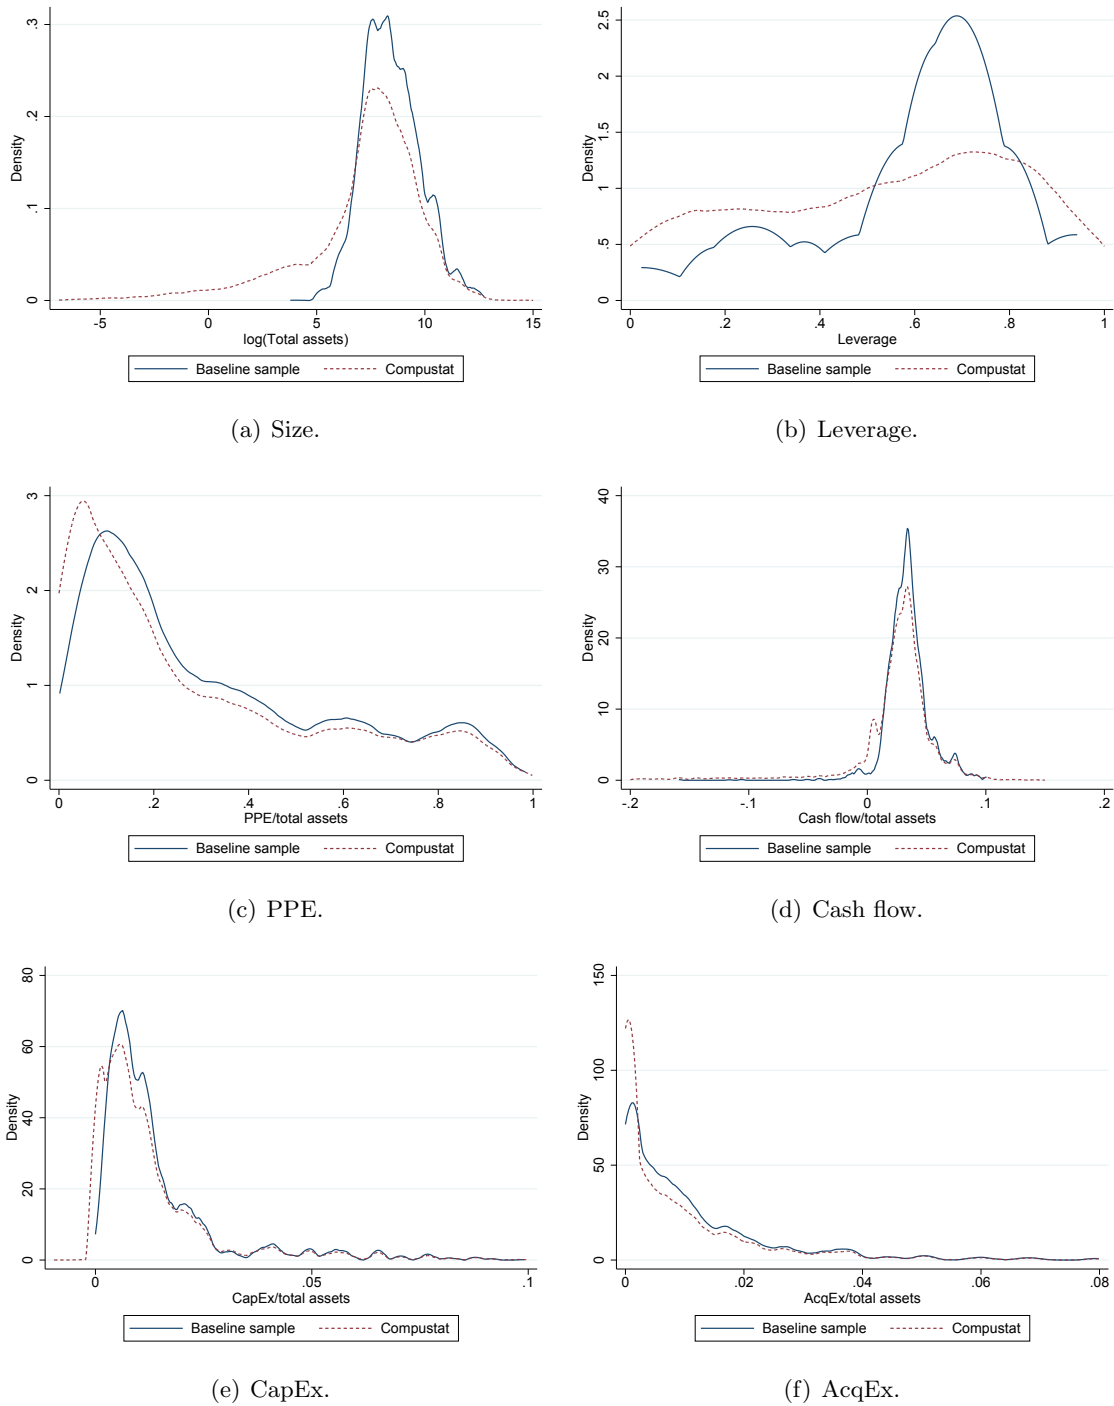 .3
.2
.1
0
Density
-5 0 5 10 15
log(Total assets)
Baseline sample Compustat
(a) Size.
2.5
2
1.5
1
.5
0
Density
0 .2 .4 .6 .8 1
Leverage
Baseline sample Compustat
(b) Leverage.
3
2
1
0
Density
0 .2 .4 .6 .8 1
PPE/total assets
Baseline sample Compustat
(c) PPE.
40
30
20
10
0
Density
-.2 -.1 0 .1 .2
Cash flow/total assets
Baseline sample Compustat
(d) Cash flow.
80
60
40
20
0
Density
0 .05 .1
CapEx/total assets
Baseline sample Compustat
(e) CapEx.
150
100
50
0
Density
0 .02 .04 .06 .08
AcqEx/total assets
Baseline sample Compustat
(f) AcqEx.